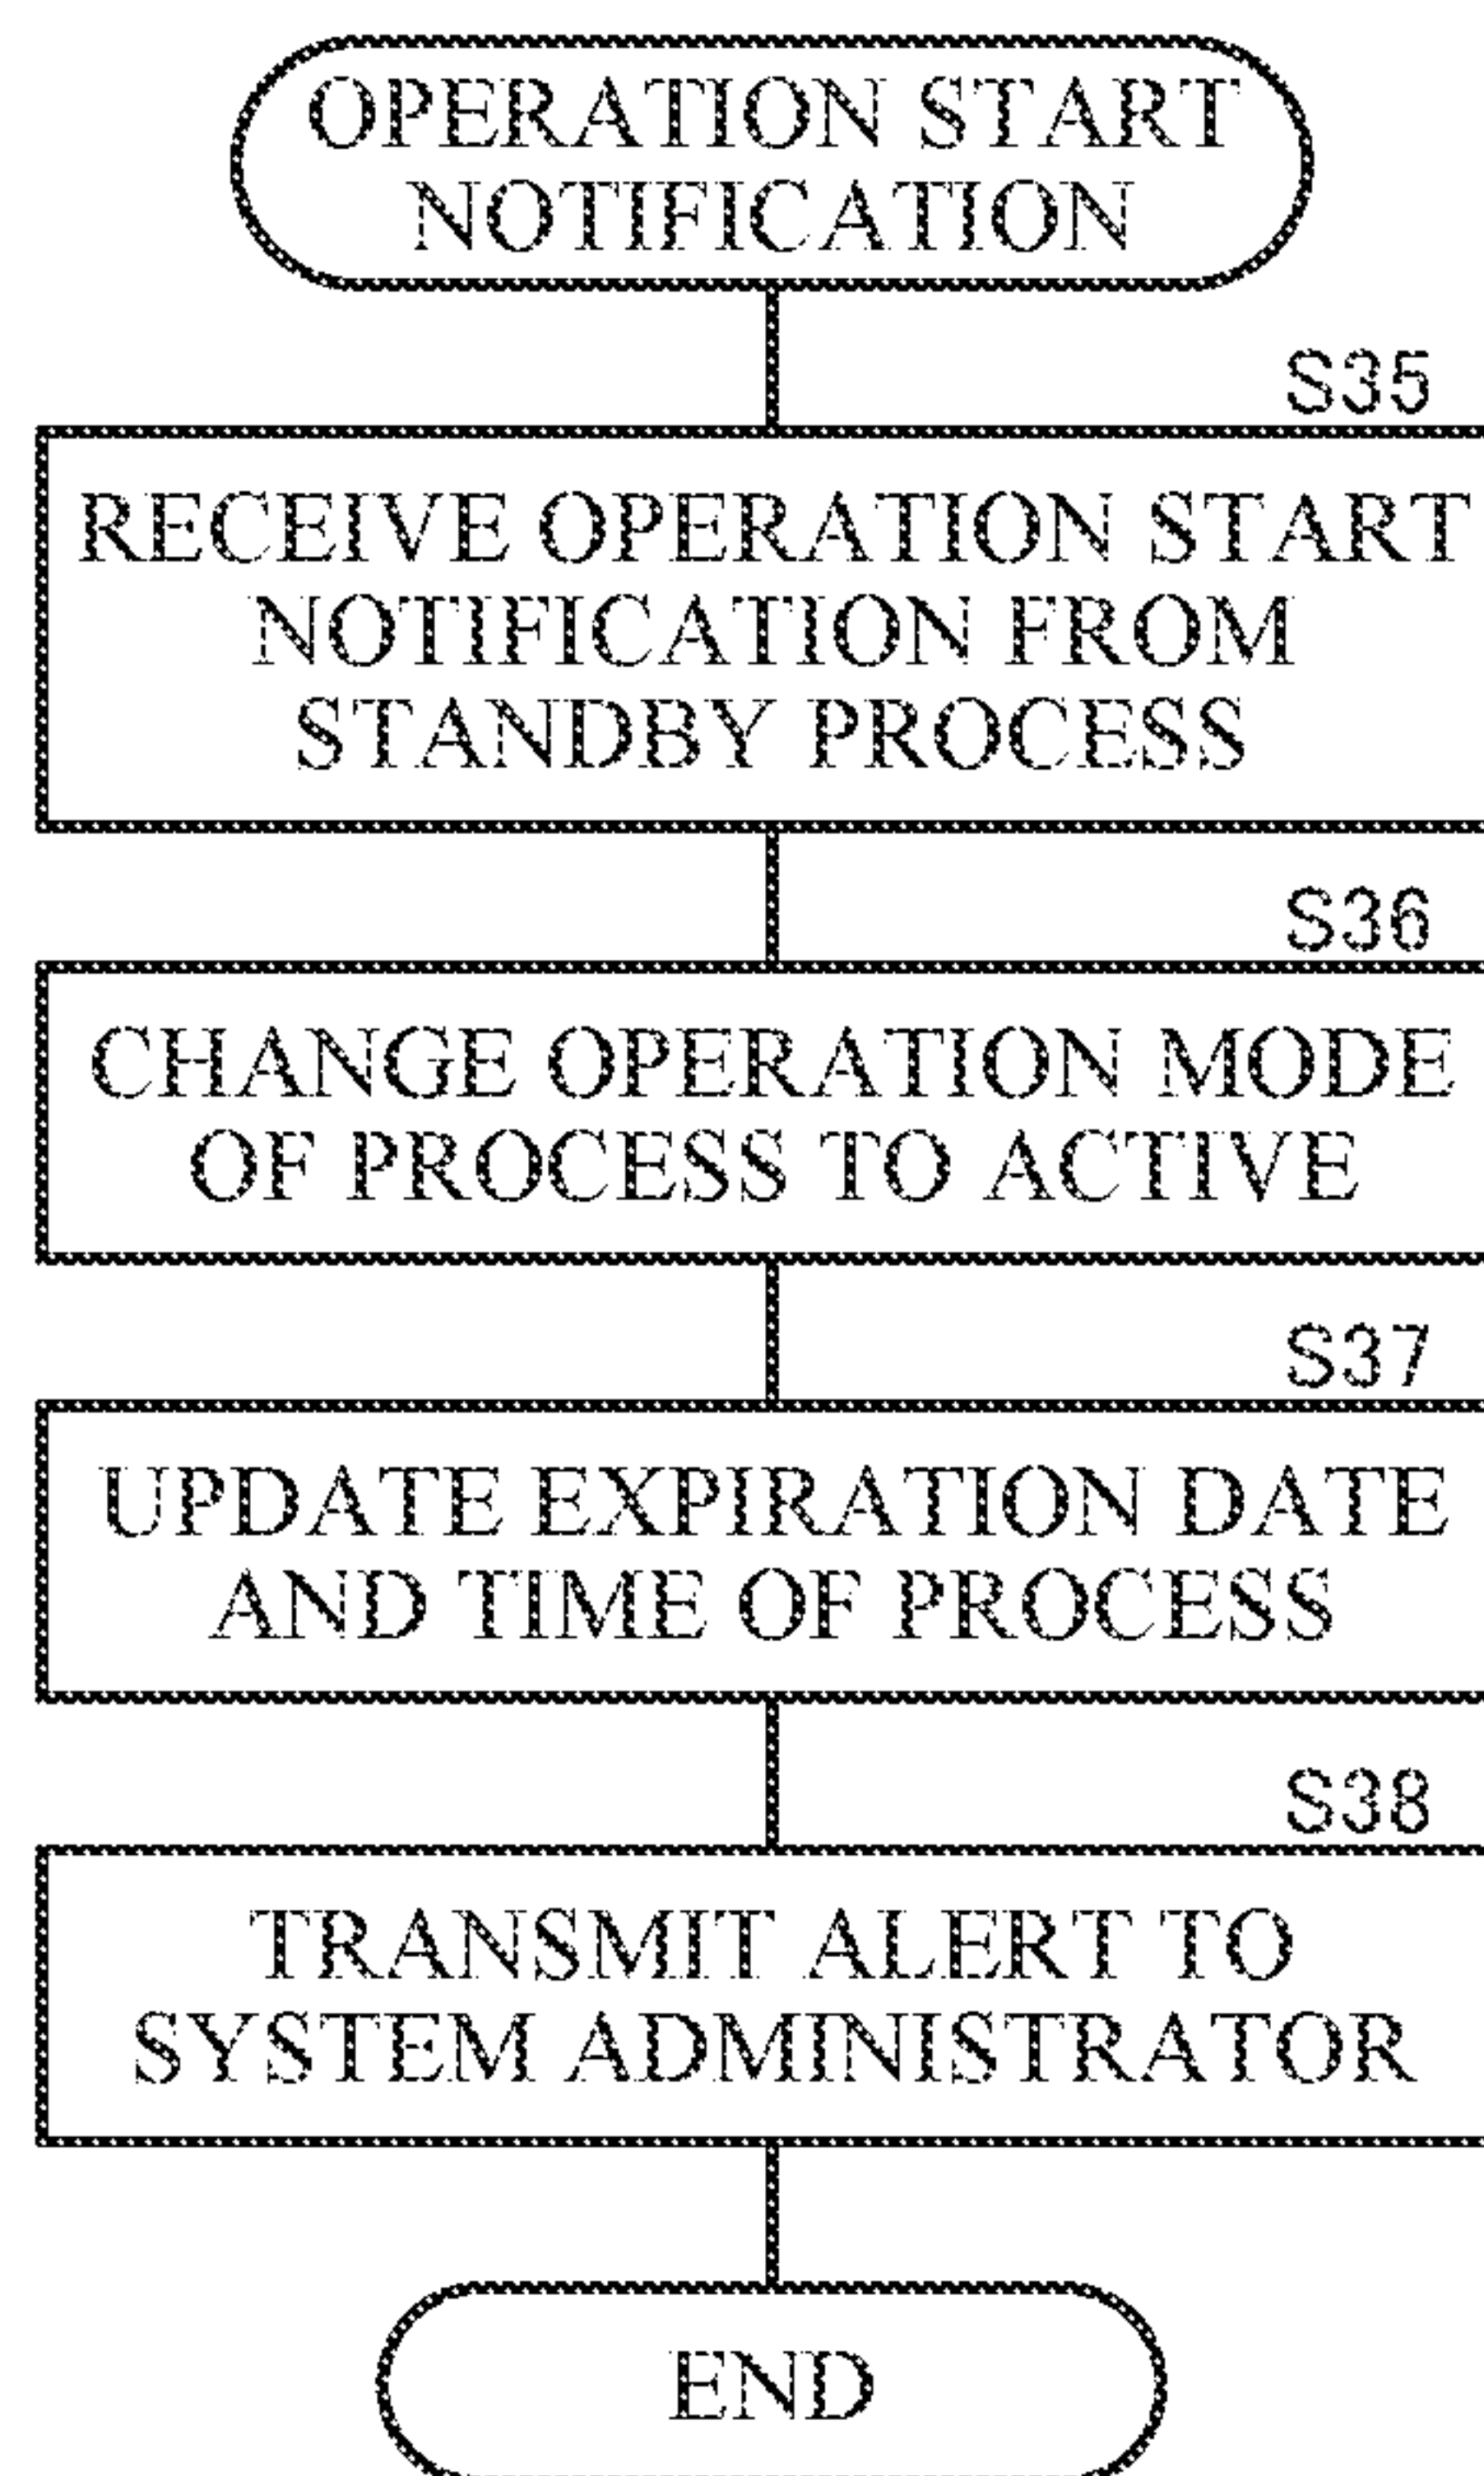 OPERATION START
NOTIFICATION
S35
RECEIVE OPERATION START
NOTIFICATION FROM
STANDBY PROCESS
S36
CHANGE OPERATION MODE
OF PROCESS TO ACTIVE
S37
UPDATE EXPIRATION DATE
AND TIME OF PROCESS
S38
TRANSMIT ALERT TO
SYSTEM ADMINISTRATOR
END